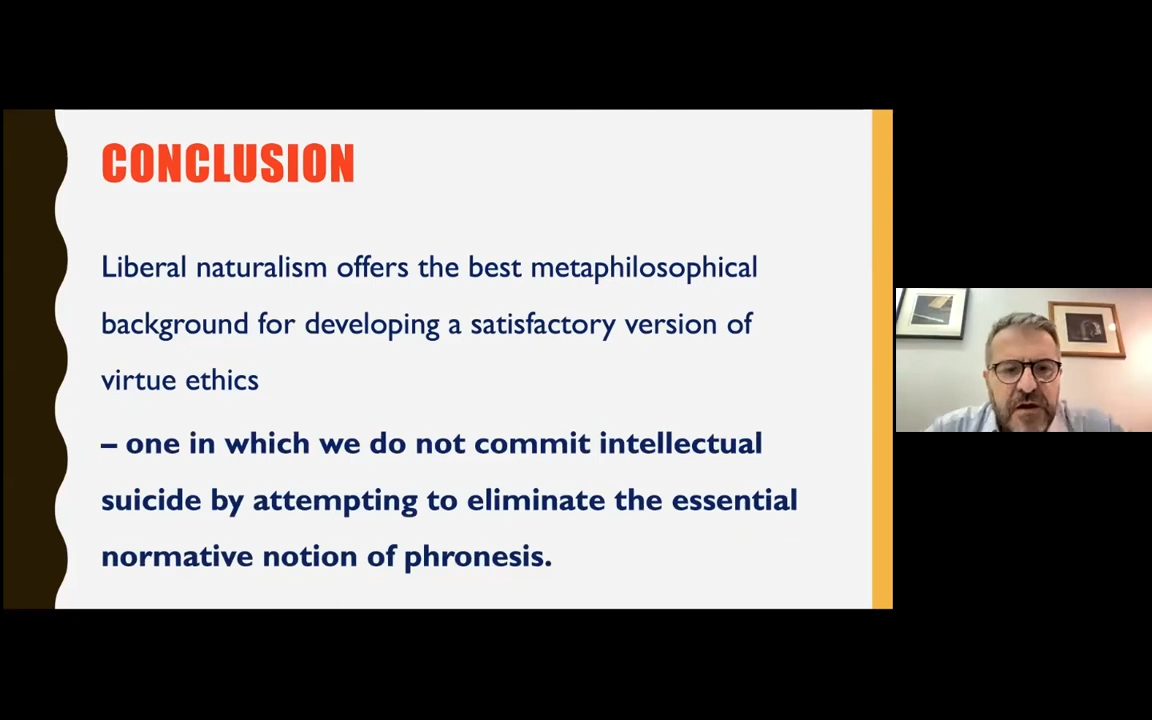 CONCLUSION
Liberal naturalism offers the best metaphilosophical
background for developing a satisfactory version of
virtue ethics
– one in which we do not commit intellectual
suicide by attempting to eliminate the essential
normative notion of phronesis.